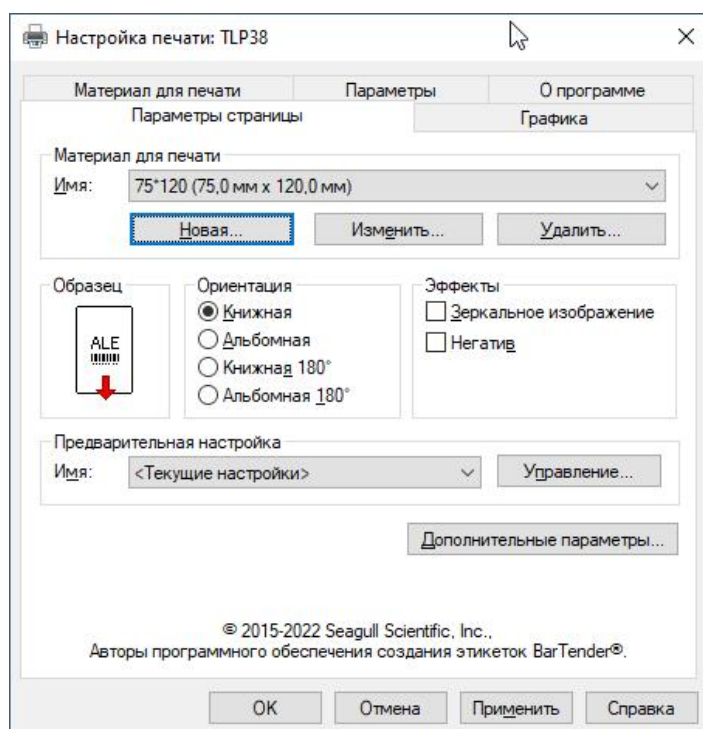 Настройка печати: TLP38
Материал для печати Параметры О программе
Параметры страницы Графика
Материал для печати
Имя: 75*120 (75,0 мм x 120,0 мм)
Новая... Изменить... Удалить...
Образец Ориентация Эффекты
ALE
Книжная
Альбомная
Книжная 180°
Альбомная 180°
Зеркальное изображение
Негатив
Предварительная настройка
Имя: <Текущие настройки> Управление...
Дополнительные параметры...
© 2015-2022 Seagull Scientific, Inc.,
Авторы программного обеспечения создания этикеток BarTender®.
OK Отмена Применить Справка